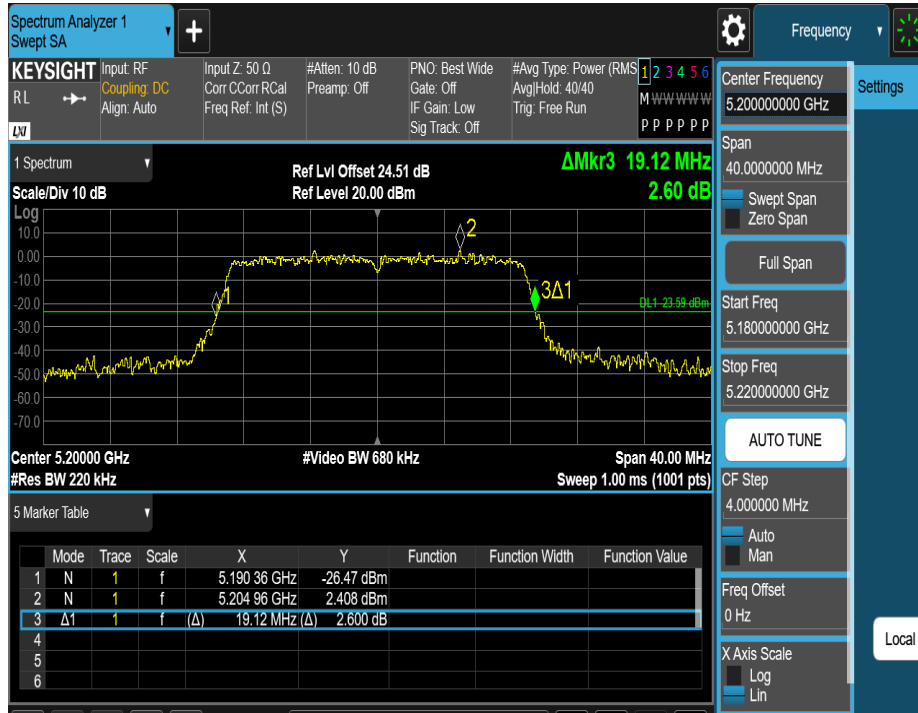 Spectrum Analyzer 1
Swept SA
+
Frequency
KEYSIGHT
RL
LXI
Input: RF
Coupling: DC
Align: Auto
Input Z: 50 Ω
Corr CCorr RCal
Freq Ref: Int (S)
#Atten: 10 dB
Preamp: Off
PNO: Best Wide
Gate: Off
IF Gain: Low
Sig Track: Off
#Avg Type: Power (RMS
Avg|Hold: 40/40
Trig: Free Run
1 2 3 4 5 6
M W W W W W
P P P P P P
1 Spectrum
Scale/Div 10 dB
Ref Lvl Offset 24.51 dB
Ref Level 20.00 dBm
ΔMkr3 19.12 MHz
2.60 dB
Log
10.0
0.00
-10.0
-20.0
-30.0
-40.0
-50.0
-60.0
-70.0
1
2
3Δ1
DL1 -23.59 dBm
Center 5.20000 GHz
#Res BW 220 kHz
#Video BW 680 kHz
Span 40.00 MHz
Sweep 1.00 ms (1001 pts)
5 Marker Table
Mode Trace Scale X Y Function Function Width Function Value
1 N 1 f 5.190 36 GHz -26.47 dBm
2 N 1 f 5.204 96 GHz 2.408 dBm
3 Δ1 1 f (Δ) 19.12 MHz (Δ) 2.600 dB
4
5
6
Center Frequency
5.200000000 GHz
Settings
Span
40.0000000 MHz
Swept Span
Zero Span
Full Span
Start Freq
5.180000000 GHz
Stop Freq
5.220000000 GHz
AUTO TUNE
CF Step
4.000000 MHz
Auto
Man
Freq Offset
0 Hz
X Axis Scale
Log
Lin
Local